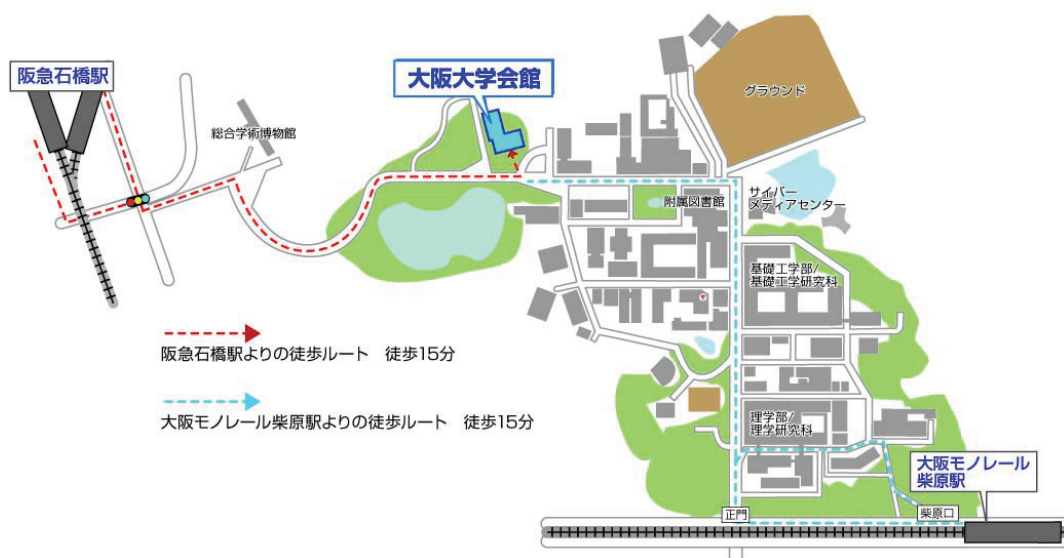 阪急石橋駅
大阪大学会館
総合学術博物館
グラウンド
附属図書館
サイバー
メディアセンター
基礎工学部/
基礎工学研究科
阪急石橋駅よりの徒歩ルート 徒歩15分
大阪モノレール柴原駅よりの徒歩ルート 徒歩15分
理学部/
理学研究科
大阪モノレール
柴原駅
正門
柴原口